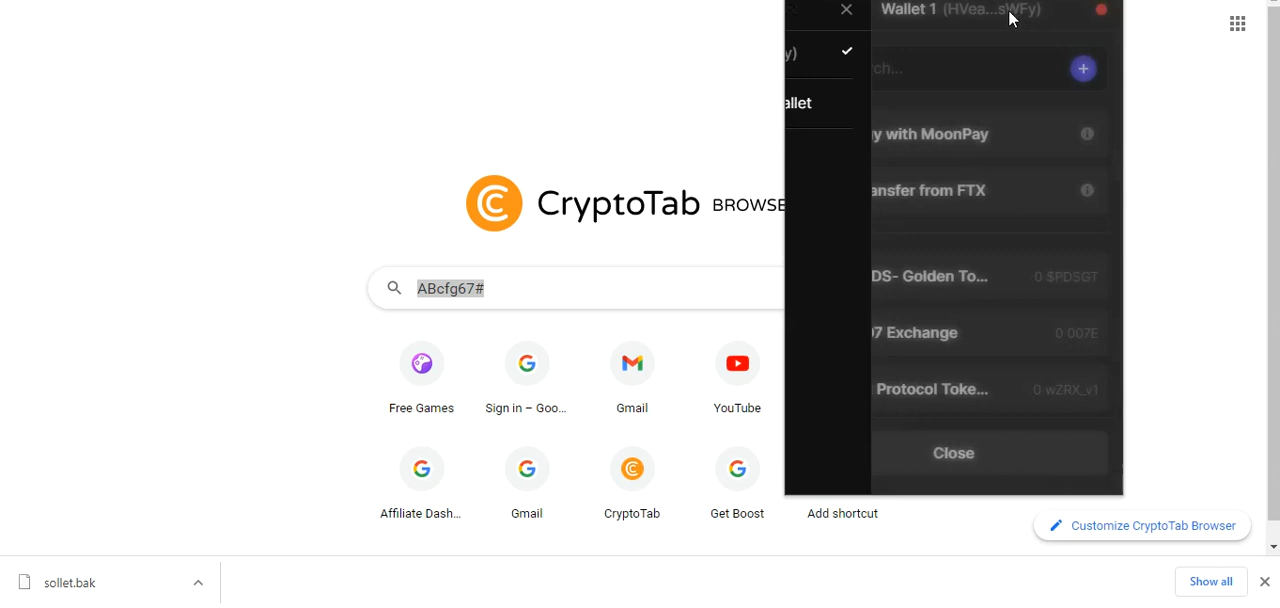 CryptoTab BROWSE
ABcfg67#
Free Games
Sign in – Goo...
Gmail
YouTube
Affiliate Dash...
Gmail
CryptoTab
Get Boost
Add shortcut
y)
allet
Wallet 1 (HVea...sWFy)
ch...
+
y with MoonPay
ansfer from FTX
DS- Golden To...
0 $PDSGT
7 Exchange
0 007E
Protocol Toke...
0 wZRX_v1
Close
Customize CryptoTab Browser
sollet.bak
Show all